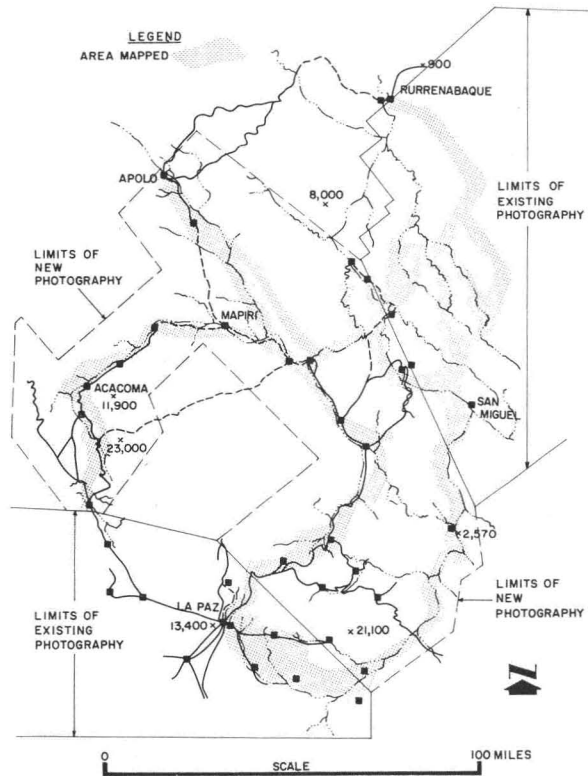 LEGEND
AREA MAPPED
900
RURRENABAQUE
APOLO
8,000
LIMITS OF
EXISTING
PHOTOGRAPHY
LIMITS OF
NEW
PHOTOGRAPHY
MAPIRI
ACACOMA
11,900
SAN
MIGUEL
23,000
2,570
LIMITS OF
NEW
PHOTOGRAPHY
LA PAZ
13,400
21,100
LIMITS OF
EXISTING
PHOTOGRAPHY
N
0
100 MILES
SCALE